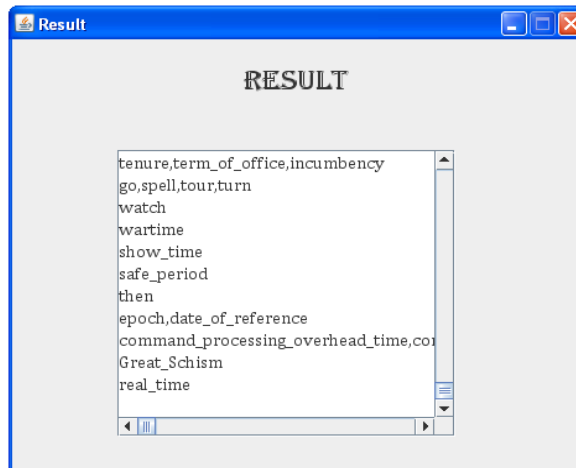 Result
RESULT
tenure,term_of_office,incumbency
go,spell,tour,turn
watch
wartime
show_time
safe_period
then
epoch,date_of_reference
command_processing_overhead_time,
Great_Schism
real_time